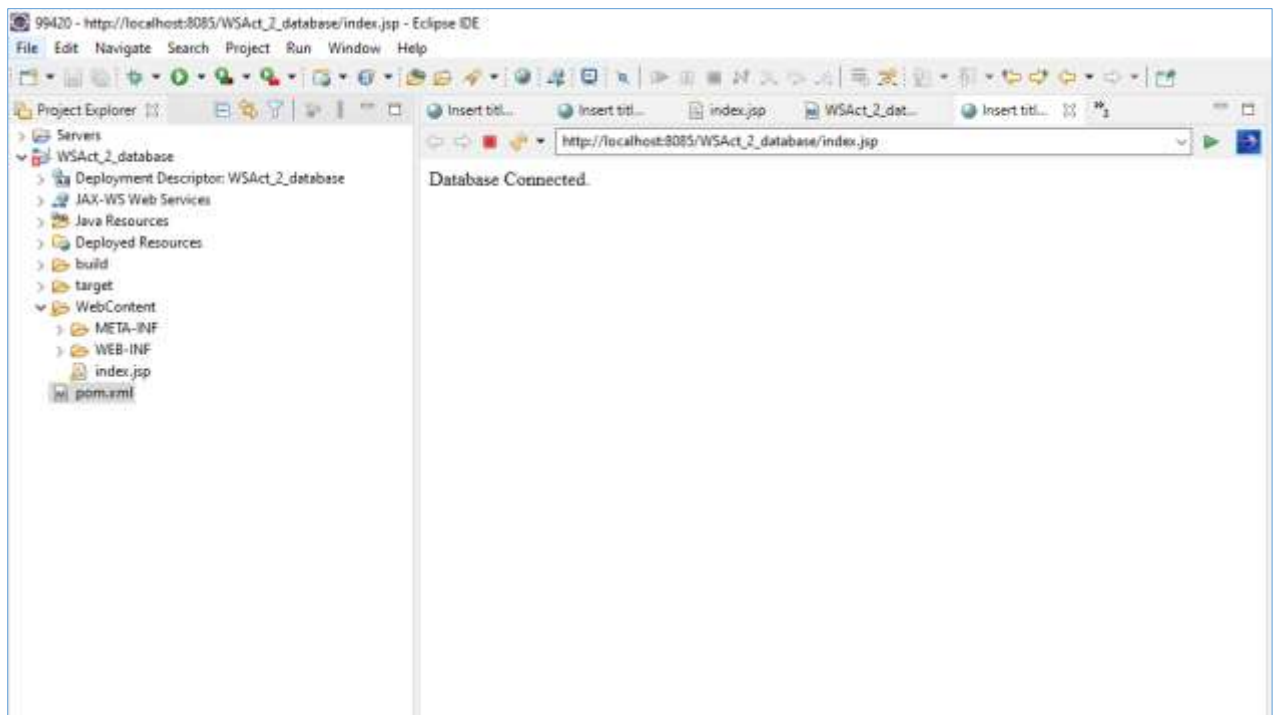 99420 - http://localhost:8085/WSAct_2_database/index.jsp - Eclipse IDE
File Edit Navigate Search Project Run Window Help
Project Explorer
Insert titl... Insert titl... index.jsp WSAct_2_dat... Insert titl...
Servers
WSAct_2_database
Deployment Descriptor: WSAct_2_database
JAX-WS Web Services
Java Resources
Deployed Resources
build
target
WebContent
META-INF
WEB-INF
index.jsp
pom.xml
http://localhost:8085/WSAct_2_database/index.jsp
Database Connected.